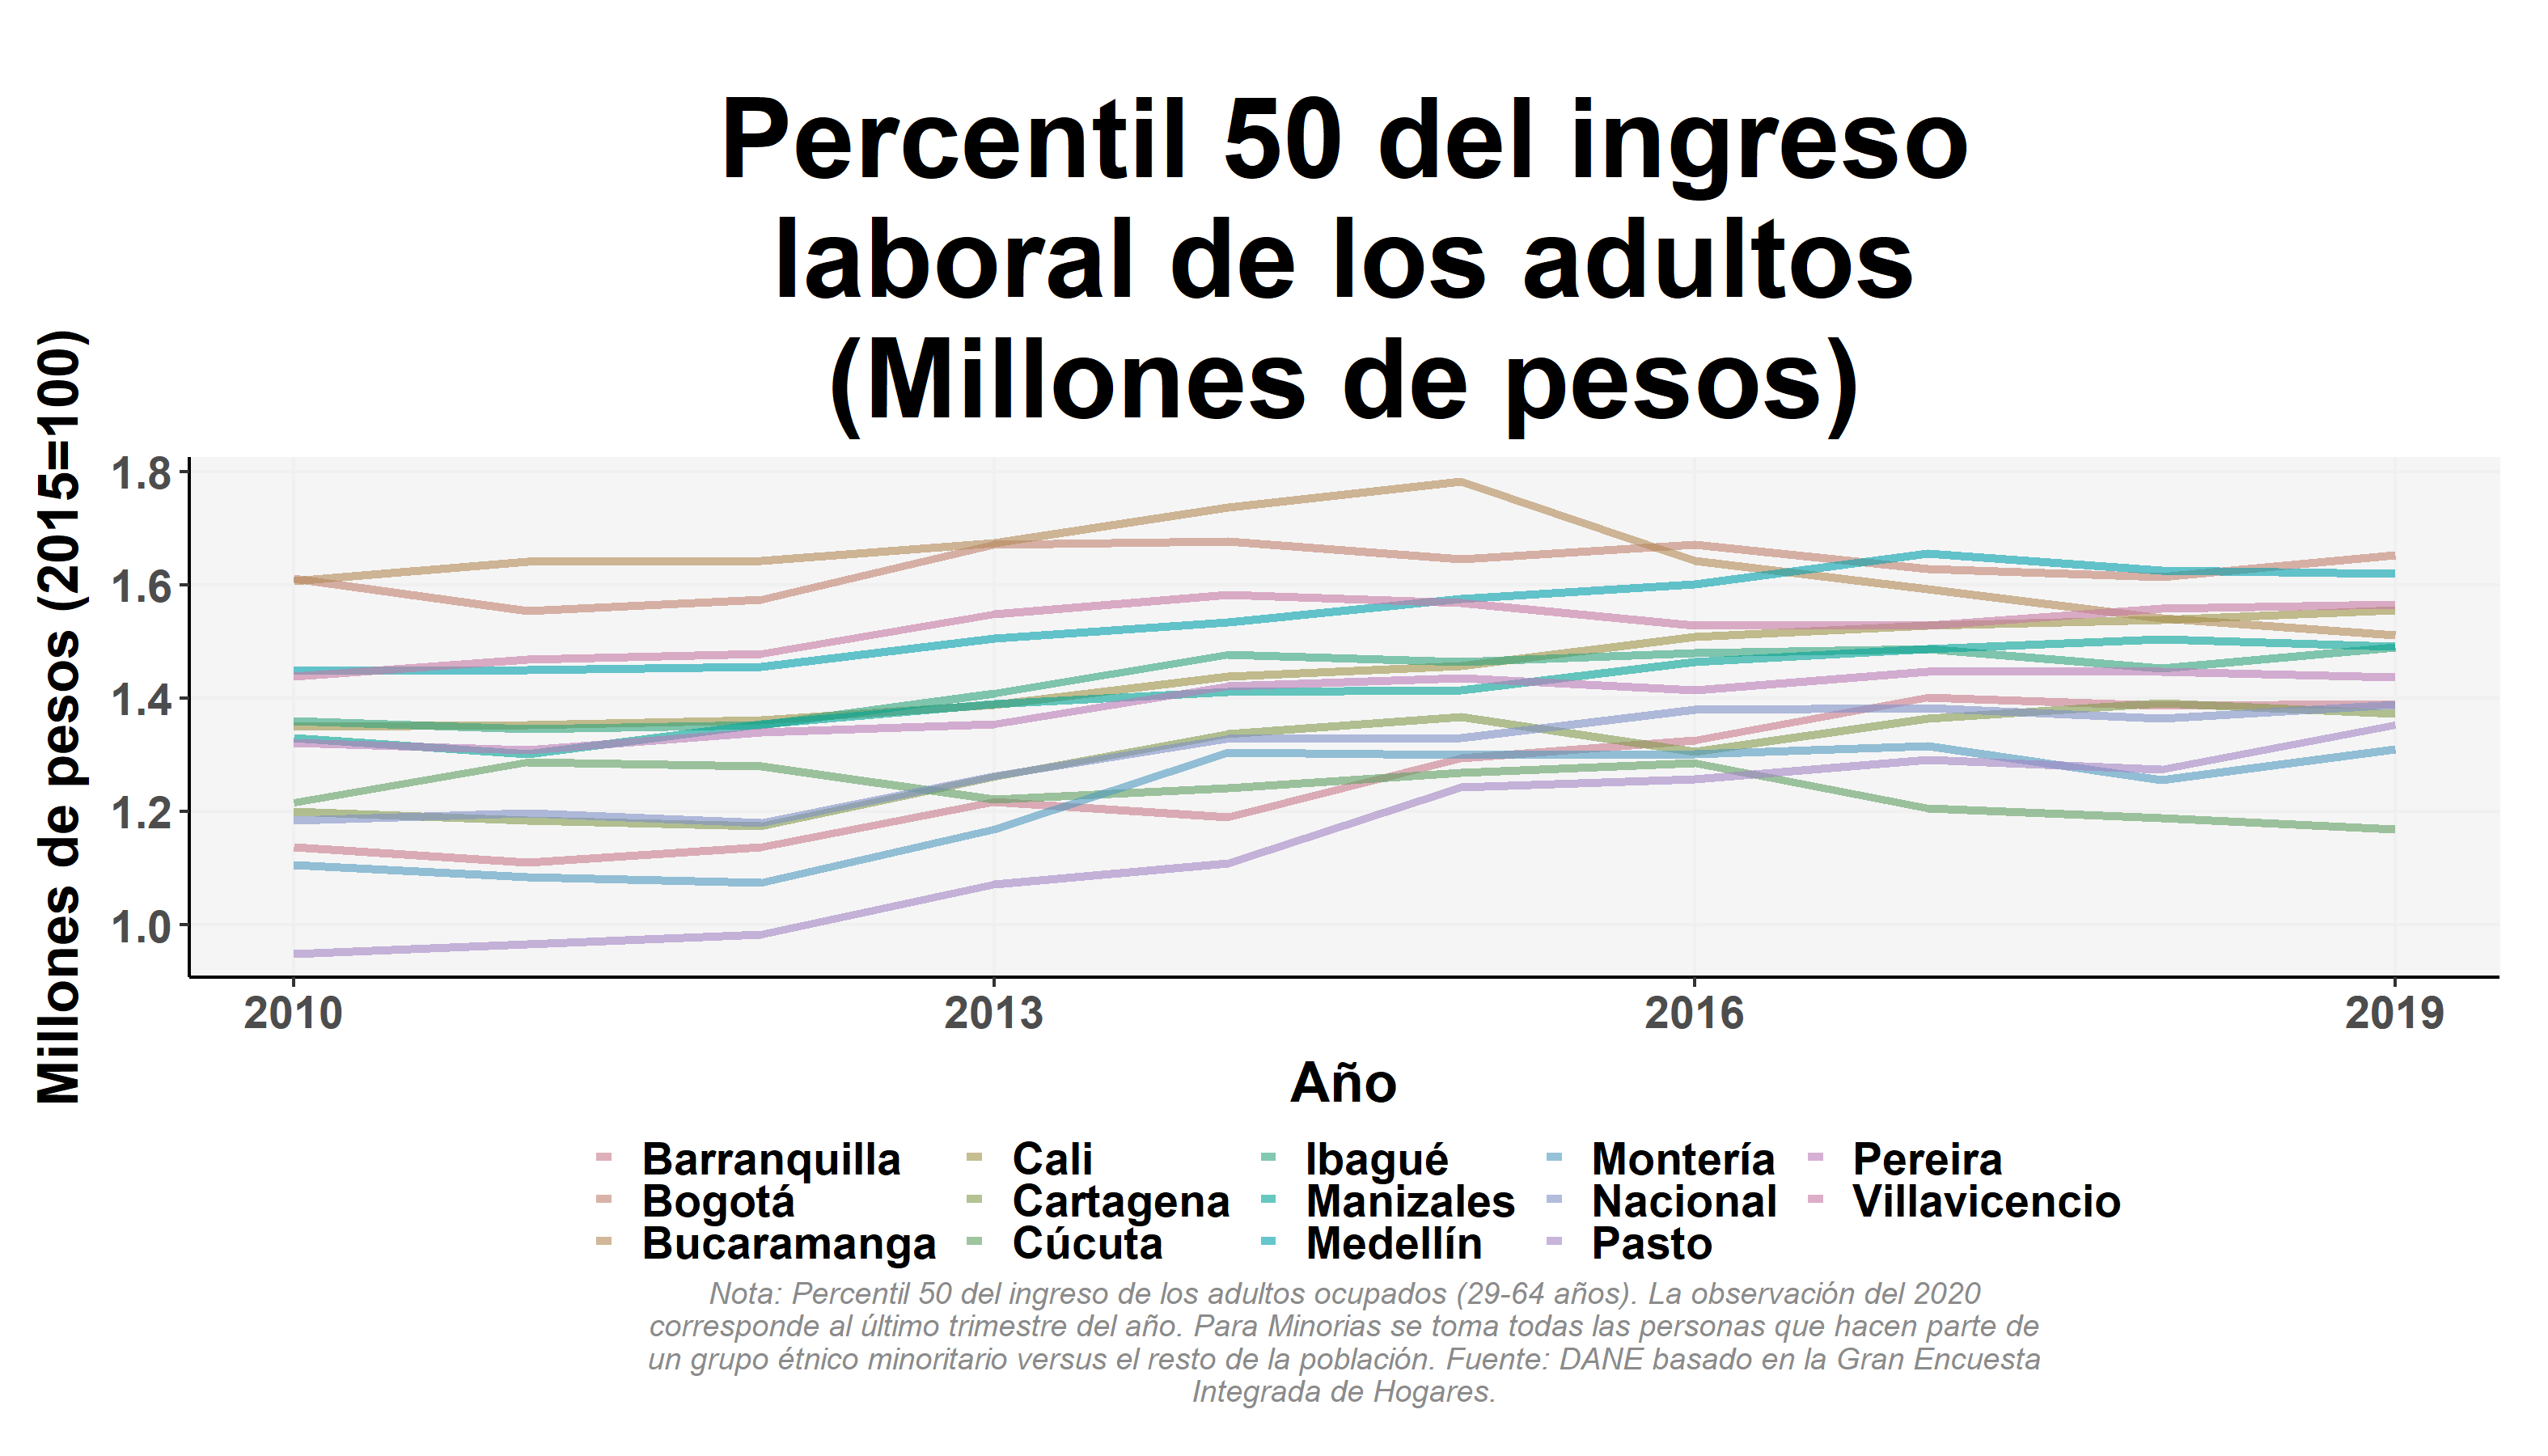 Percentil 50 del ingreso
laboral de los adultos
(Millones de pesos)
Millones de pesos (2015=100)
1.8
1.6
1.4
1.2
1.0
2010 2013 2016 2019
Año
Barranquilla Cali Ibagué Montería Pereira
Bogotá Cartagena Manizales Nacional Villavicencio
Bucaramanga Cúcuta Medellín Pasto
Nota: Percentil 50 del ingreso de los adultos ocupados (29-64 años). La observación del 2020
corresponde al último trimestre del año. Para Minorias se toma todas las personas que hacen parte de
un grupo étnico minoritario versus el resto de la población. Fuente: DANE basado en la Gran Encuesta
Integrada de Hogares.